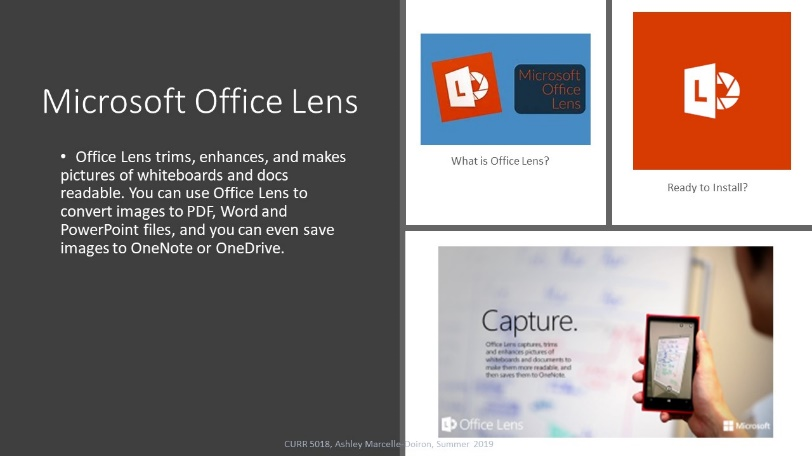 Microsoft Office Lens
• Office Lens trims, enhances, and makes
pictures of whiteboards and docs
readable. You can use Office Lens to
convert images to PDF, Word and
PowerPoint files, and you can even save
images to OneNote or OneDrive.
Microsoft
Office
Lens
What is Office Lens?
Ready to Install?
Capture.
Office Lens captures, trims
and enhances pictures of
whiteboards and documents to
make them more readable, and
then saves them to OneNote.
Office Lens
Microsoft
CURR 5018, Ashley Marcelle-Doiron, Summer 2019